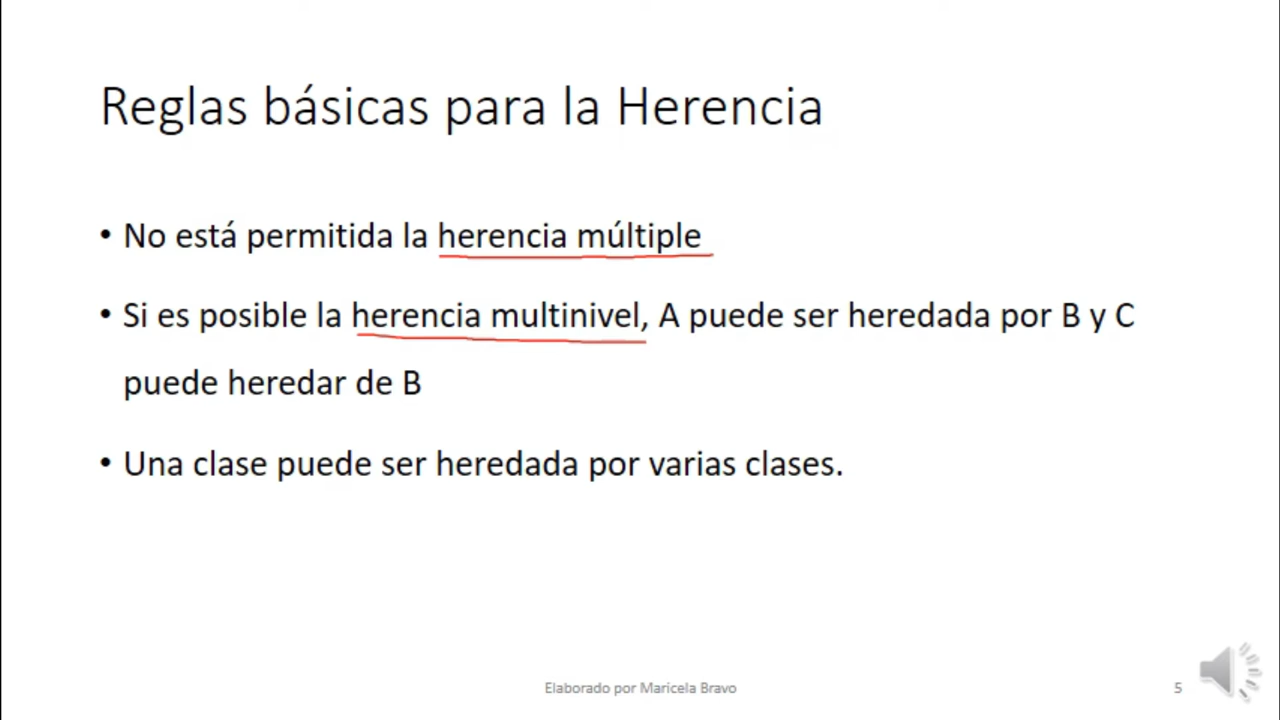 Reglas básicas para la Herencia
• No está permitida la herencia múltiple
• Si es posible la herencia multinivel, A puede ser heredada por B y C
puede heredar de B
• Una clase puede ser heredada por varias clases.
Elaborado por Maricela Bravo
5